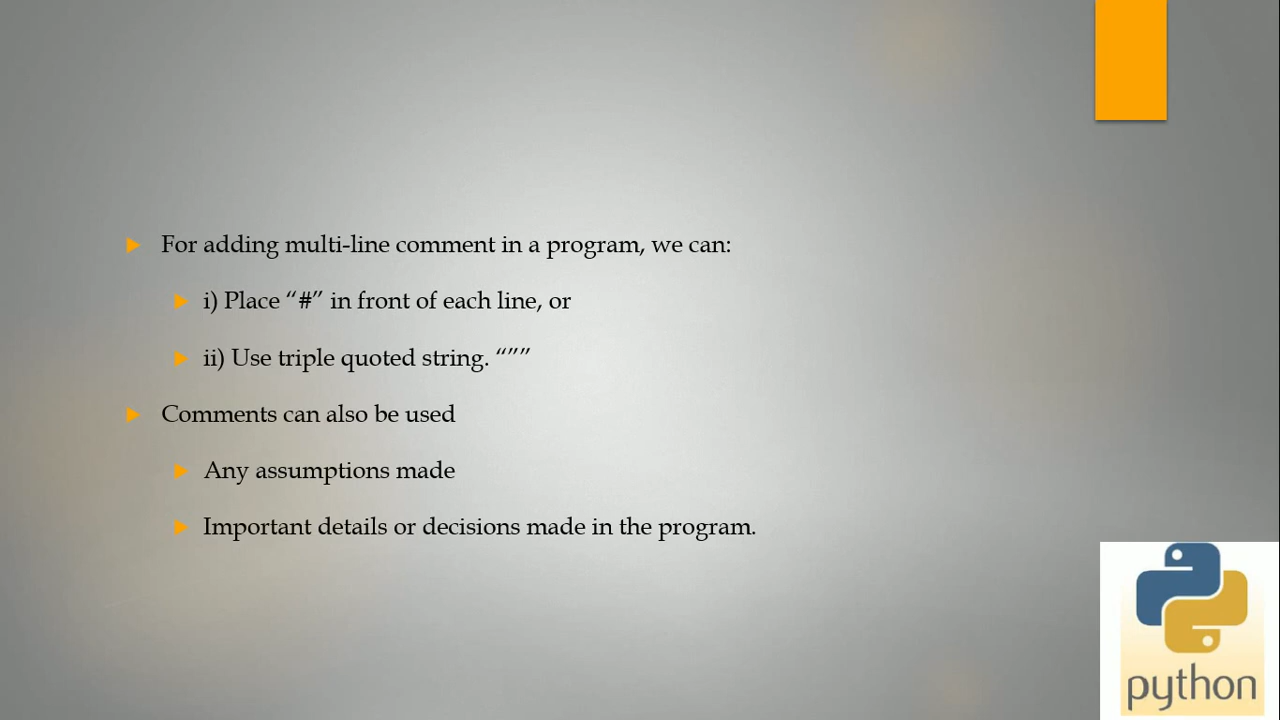 For adding multi-line comment in a program, we can:
i) Place “#” in front of each line, or
ii) Use triple quoted string. “””
Comments can also be used
Any assumptions made
Important details or decisions made in the program.
python